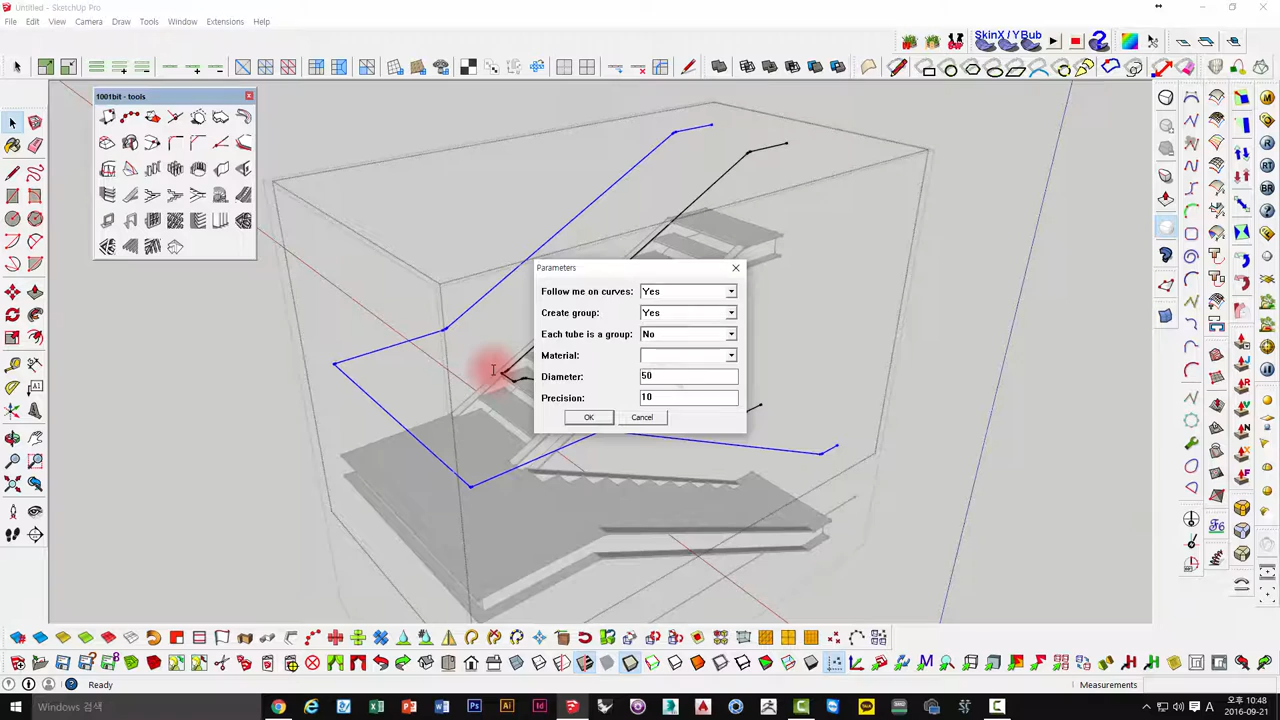 Untitled - SketchUp Pro
File Edit View Camera Draw Tools Window Extensions Help
SkinX / YBub
1001bit - tools
Parameters
Follow me on curves: Yes
Create group: Yes
Each tube is a group: No
Material:
Diameter: 50
Precision: 10
OK Cancel
Ready
Measurements
Windows 검색
오후 10:48
2016-09-21